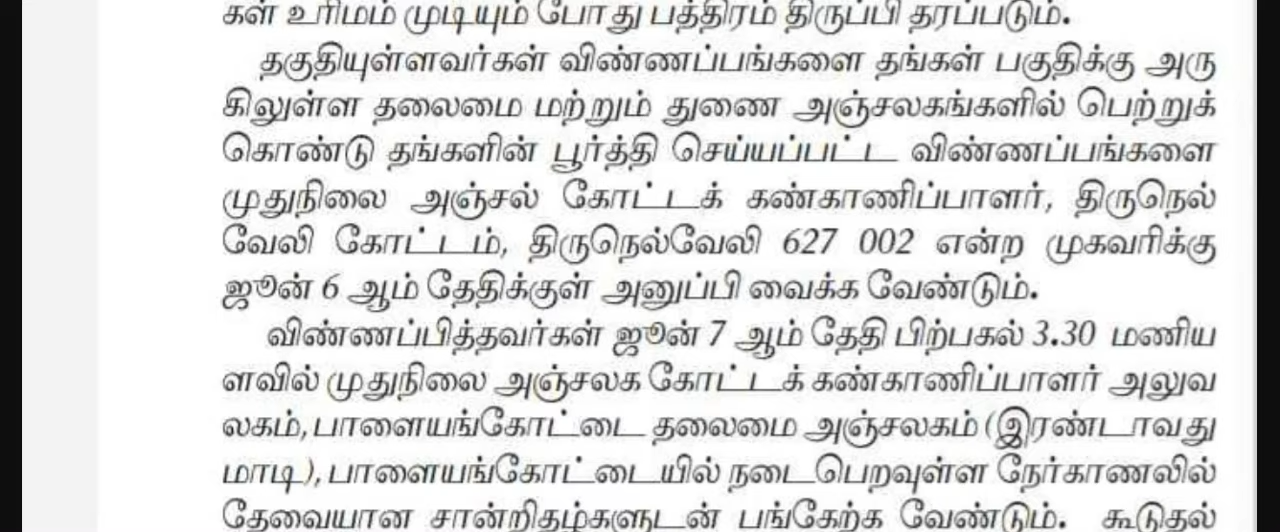 கள் உரிமம் முடியும் போது பத்திரம் திருப்பி தரப்படும்.
தகுதியுள்ளவர்கள் விண்ணப்பங்களை தங்கள் பகுதிக்கு அரு
கிலுள்ள தலைமை மற்றும் துணை அஞ்சலகங்களில் பெற்றுக்
கொண்டு தங்களின் பூர்த்தி செய்யப்பட்ட விண்ணப்பங்களை
முதுநிலை அஞ்சல் கோட்டக் கண்காணிப்பாளர், திருநெல்
வேலி கோட்டம், திருநெல்வேலி 627 002 என்ற முகவரிக்கு
ஜூன் 6 ஆம் தேதிக்குள் அனுப்பி வைக்க வேண்டும்.
விண்ணப்பித்தவர்கள் ஜூன் 7 ஆம் தேதி பிற்பகல் 3.30 மணிய
ளவில் முதுநிலை அஞ்சலக கோட்டக் கண்காணிப்பாளர் அலுவ
லகம், பாளையங்கோட்டை தலைமை அஞ்சலகம் (இரண்டாவது
மாடி), பாளையங்கோட்டையில் நடைபெறவுள்ள நேர்காணலில்
தேவையான சான்றிதழ்களுடன் பங்கேற்க வேண்டும். கூடுதல்